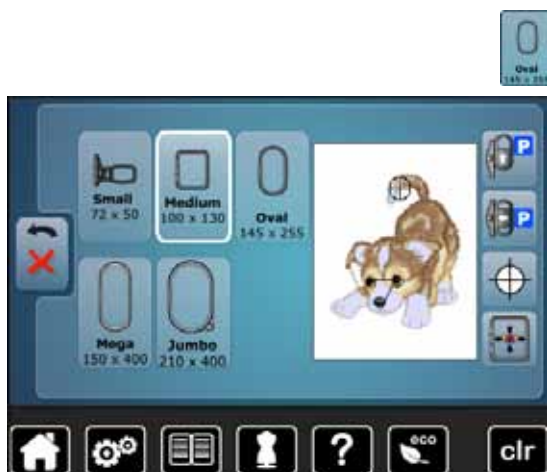 Oval
145 x 255
Small
72 x 50
Medium
100 x 130
Oval
145 x 255
Mega
150 x 400
Jumbo
210 x 400
P
P
?
eco
clr